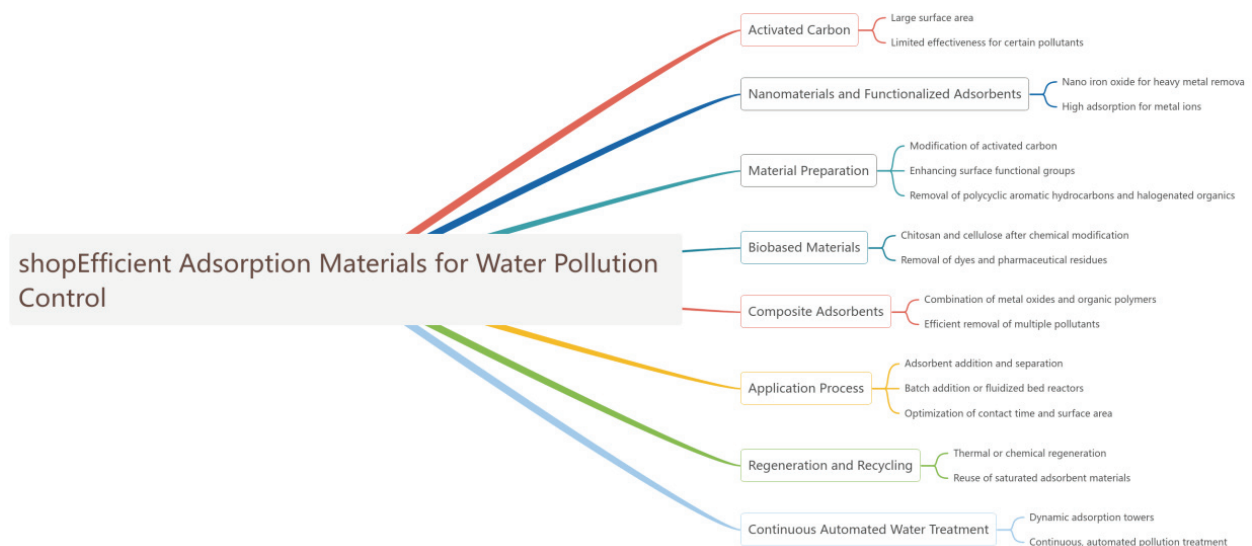 shopEfficient Adsorption Materials for Water Pollution
Control
Activated Carbon
Large surface area
Limited effectiveness for certain pollutants
Nanomaterials and Functionalized Adsorbents
Nano iron oxide for heavy metal remova
High adsorption for metal ions
Material Preparation
Modification of activated carbon
Enhancing surface functional groups
Removal of polycyclic aromatic hydrocarbons and halogenated organics
Biobased Materials
Chitosan and cellulose after chemical modification
Removal of dyes and pharmaceutical residues
Composite Adsorbents
Combination of metal oxides and organic polymers
Efficient removal of multiple pollutants
Application Process
Adsorbent addition and separation
Batch addition or fluidized bed reactors
Optimization of contact time and surface area
Regeneration and Recycling
Thermal or chemical regeneration
Reuse of saturated adsorbent materials
Continuous Automated Water Treatment
Dynamic adsorption towers
Continuous, automated pollution treatment